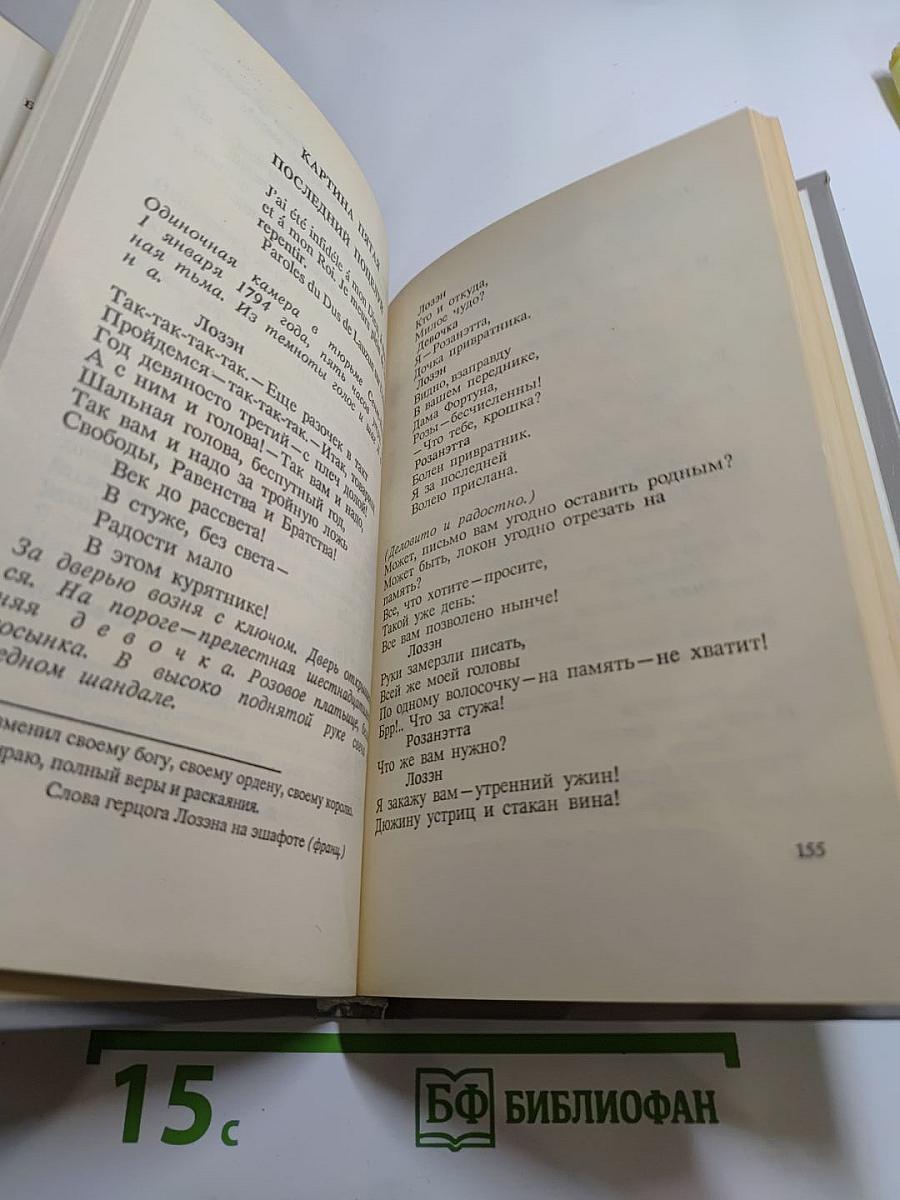 КАРТИНА ПЯТАЯ
ПОСЛЕДНИЙ
J'ai été infidèle à mon Dieu,
et à mon Roi. Je meurs
repentir.
Paroles du Duc de Lauzun
Одиночная камера в тюрьме
1 января 1794 года, пять часов
ная тьма. Из темноты голос
на.
Лозэн
Так-так-так-так.—Еще разочек в такт
Пройдемся—так-так-так.—Итак, товарищ
Год девяносто третий—с плеч долой!
А с ним и голова!—Так вам и надо,
Шальная голова, беспутный год,
Так вам и надо за тройную ложь
Свободы, Равенства и Братства!
Век до рассвета!
В стуже, без света—
Радости мало
В этом курятнике!
За дверью возня с ключом. Дверь
ся. На пороге—прелестная
няя девочка. Розовое платьице,
осынка. В высоко поднятой руке свеча
едном шандале.
зменил своему богу, своему ордену, своему королю.
раю, полный веры и раскаяния.
Слова герцога Лозэна на эшафоте (франц.)
Лозэн
Кто и откуда,
Милое чудо?
Девочка
Я—Розанэтта,
Дочка привратника.
Лозэн
Видно, взаправду
В вашем переднике,
Дама Фортуна,
Розы—бесчисленны!
—Что тебе, крошка?
Розанэтта
Болен привратник.
Я за последней
Волею прислана.
(Деловито и радостно.)
Может, письмо вам угодно оставить родным?
Может быть, локон угодно отрезать на
память?
Все, что хотите—просите,
Такой уже день:
Все вам позволено нынче!
Лозэн
Руки замерзли писать,
Всей же моей головы
По одному волосочку—на память—не хватит!
Брр!.. Что за стужа!
Розанэтта
Что же вам нужно?
Лозэн
Я закажу вам—утренний ужин!
Дюжину устриц и стакан вина!
155
15 с
БФ БИБЛИОФАН